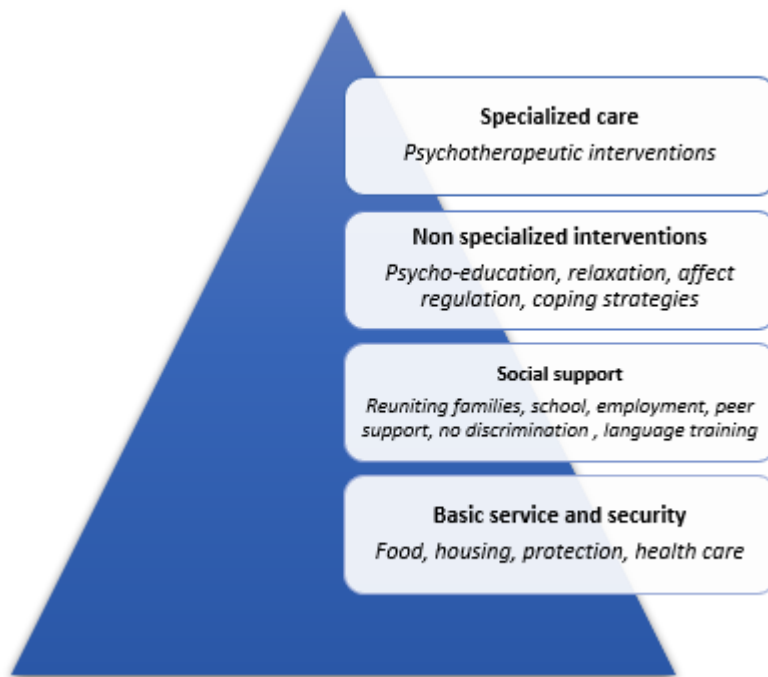 Specialized care
Psychotherapeutic interventions
Non specialized interventions
Psycho-education, relaxation, affect
regulation, coping strategies
Social support
Reuniting families, school, employment, peer
support, no discrimination , language training
Basic service and security
Food, housing, protection, health care